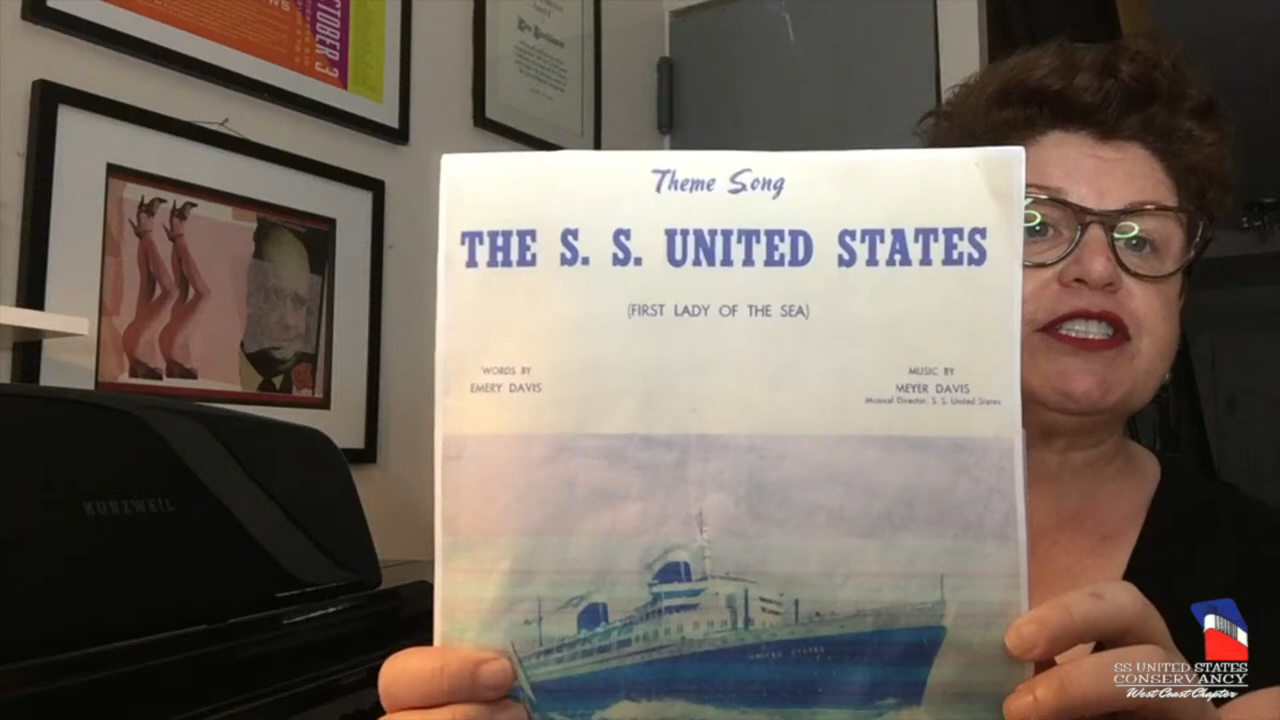 OCTOBER 3
Theme Song
THE S. S. UNITED STATES
(FIRST LADY OF THE SEA)
WORDS BY
EMERY DAVIS
MUSIC BY
MEYER DAVIS
Musical Director, S. S. United States
UNITED STATES
KURZWEIL
SS UNITED STATES
CONSERVANCY
West Coast Chapter